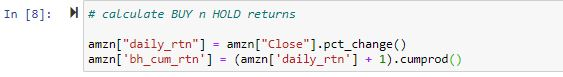 In [8]:
# calculate BUY n HOLD returns
amzn["daily_rtn"] = amzn["Close"].pct_change()
amzn['bh_cum_rtn'] = (amzn['daily_rtn'] + 1).cumprod()